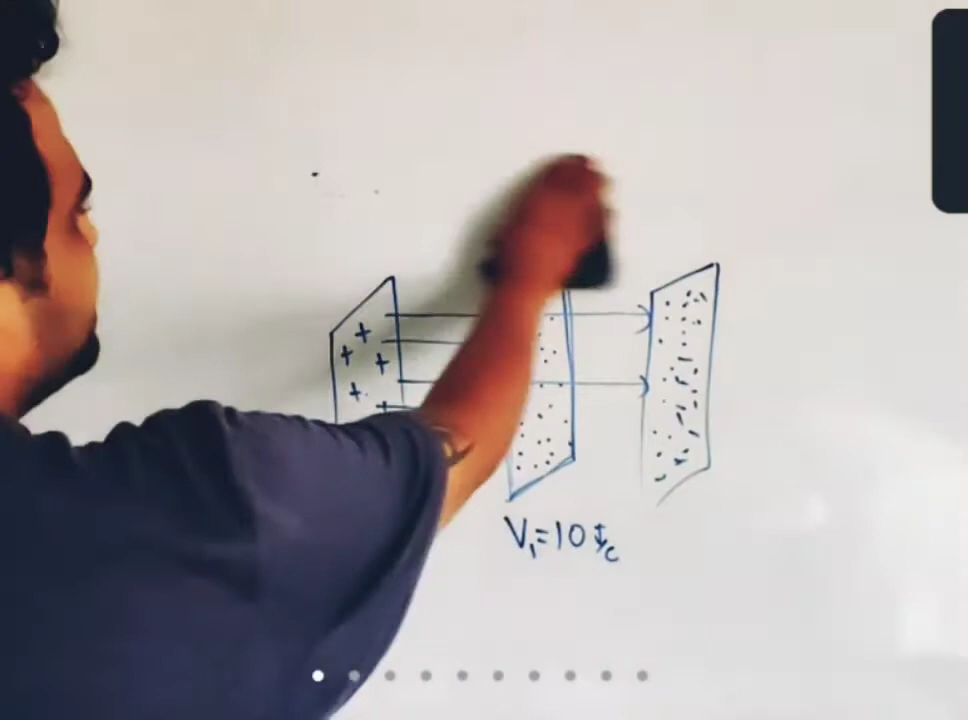 +
+ +
+
V₁=10 J/C